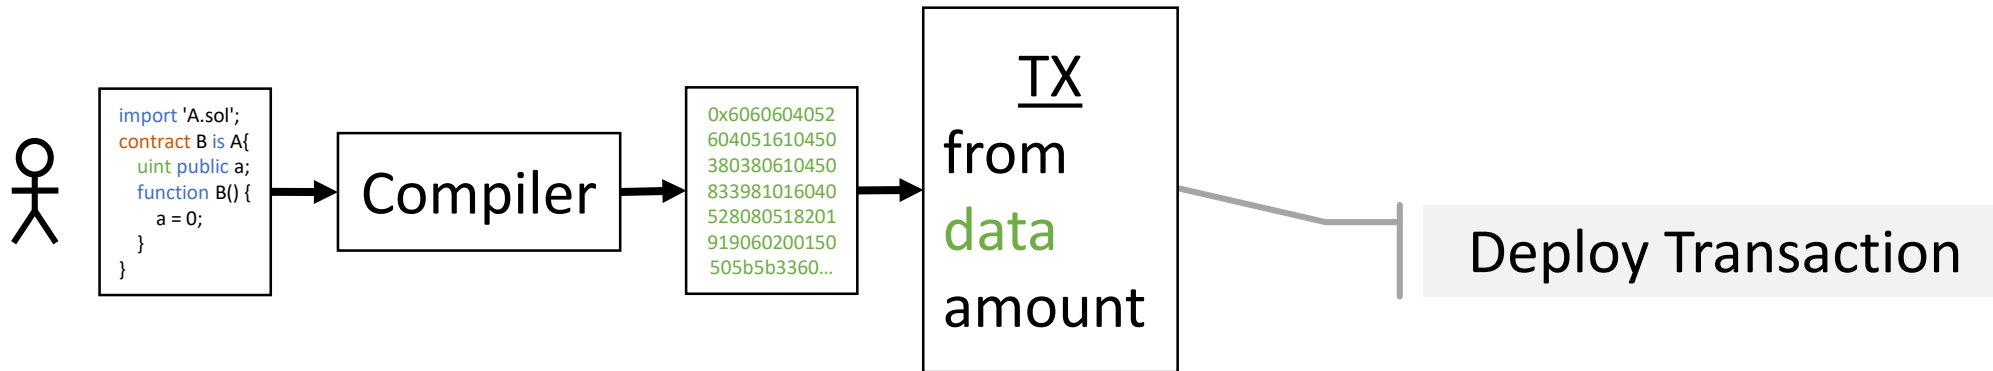 import 'A.sol';
contract B is A{
uint public a;
function B() {
a = 0;
}
}
Compiler
0x6060604052
604051610450
380380610450
833981016040
528080518201
919060200150
505b5b3360...
TX
from
data
amount
Deploy Transaction